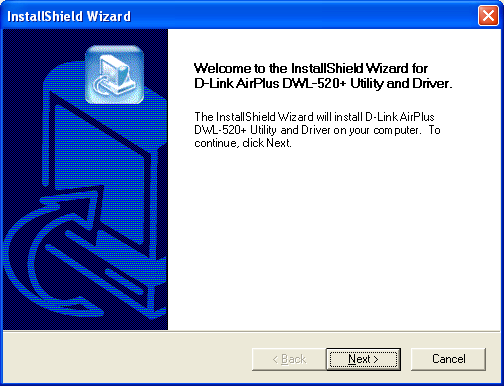 InstallShield Wizard
Welcome to the InstallShield Wizard for
D-Link AirPlus DWL-520+ Utility and Driver.
The InstallShield Wizard will install D-Link AirPlus
DWL-520+ Utility and Driver on your computer. To
continue, click Next.
< Back
Next >
Cancel